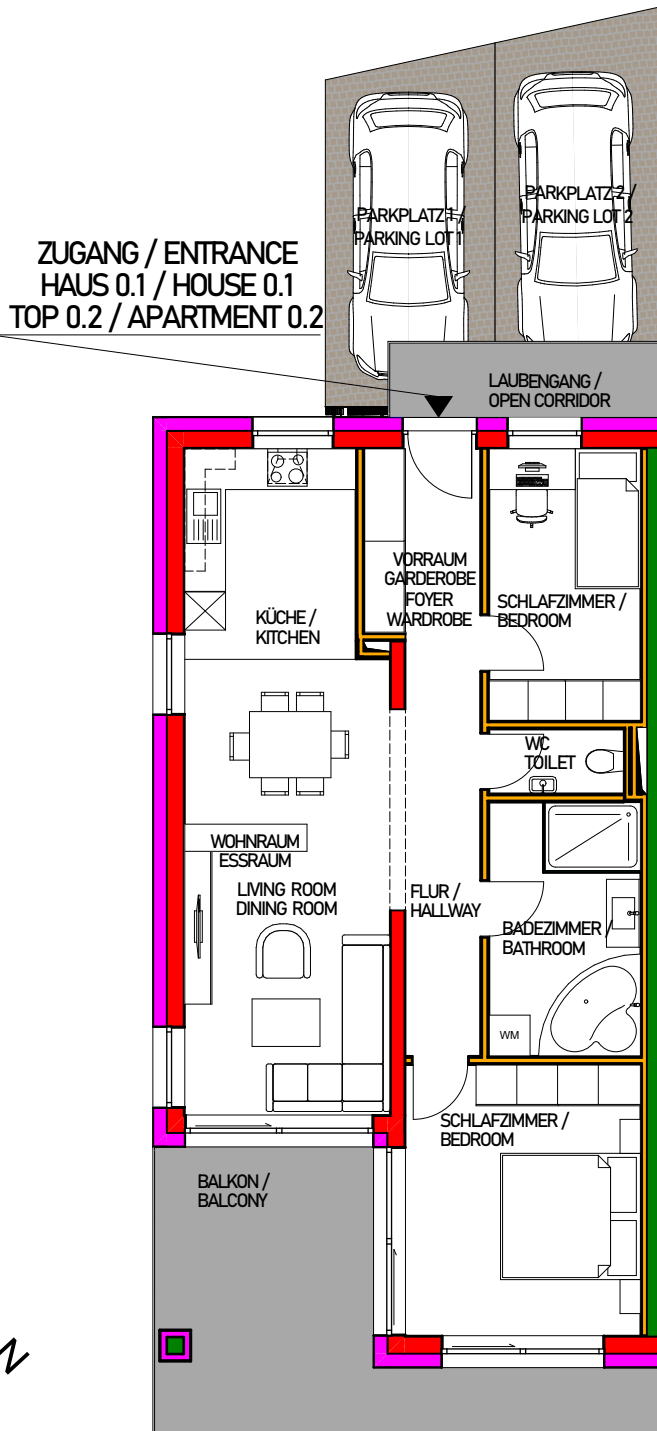 PARKPLATZ 1 /
PARKING LOT 1
PARKPLATZ 2 /
PARKING LOT 2
ZUGANG / ENTRANCE
HAUS 0.1 / HOUSE 0.1
TOP 0.2 / APARTMENT 0.2
LAUBENGANG /
OPEN CORRIDOR
VORRAUM
GARDEROBE
FOYER
WARDROBE
SCHLAFZIMMER /
BEDROOM
KÜCHE /
KITCHEN
WC
TOILET
WOHNRAUM
ESSRAUM
LIVING ROOM
DINING ROOM
FLUR /
HALLWAY
BADEZIMMER /
BATHROOM
WM
SCHLAFZIMMER /
BEDROOM
BALKON /
BALCONY
N